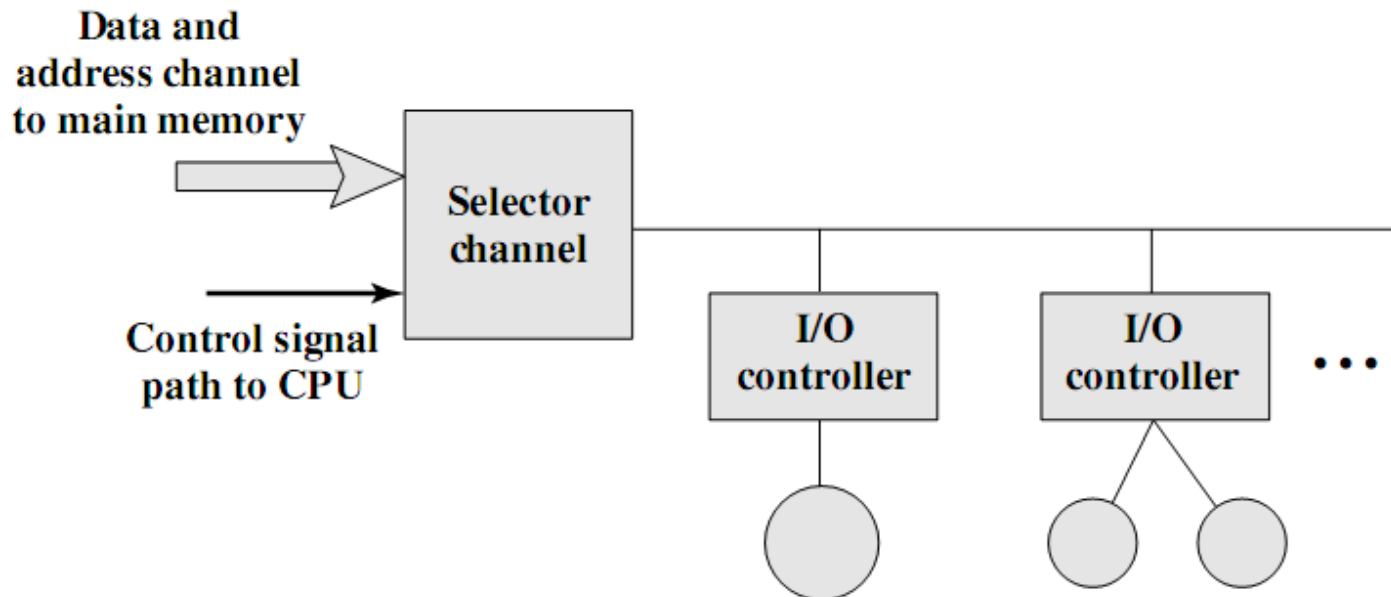 Data and
address channel
to main memory
Selector
channel
Control signal
path to CPU
I/O
controller
I/O
controller
•••